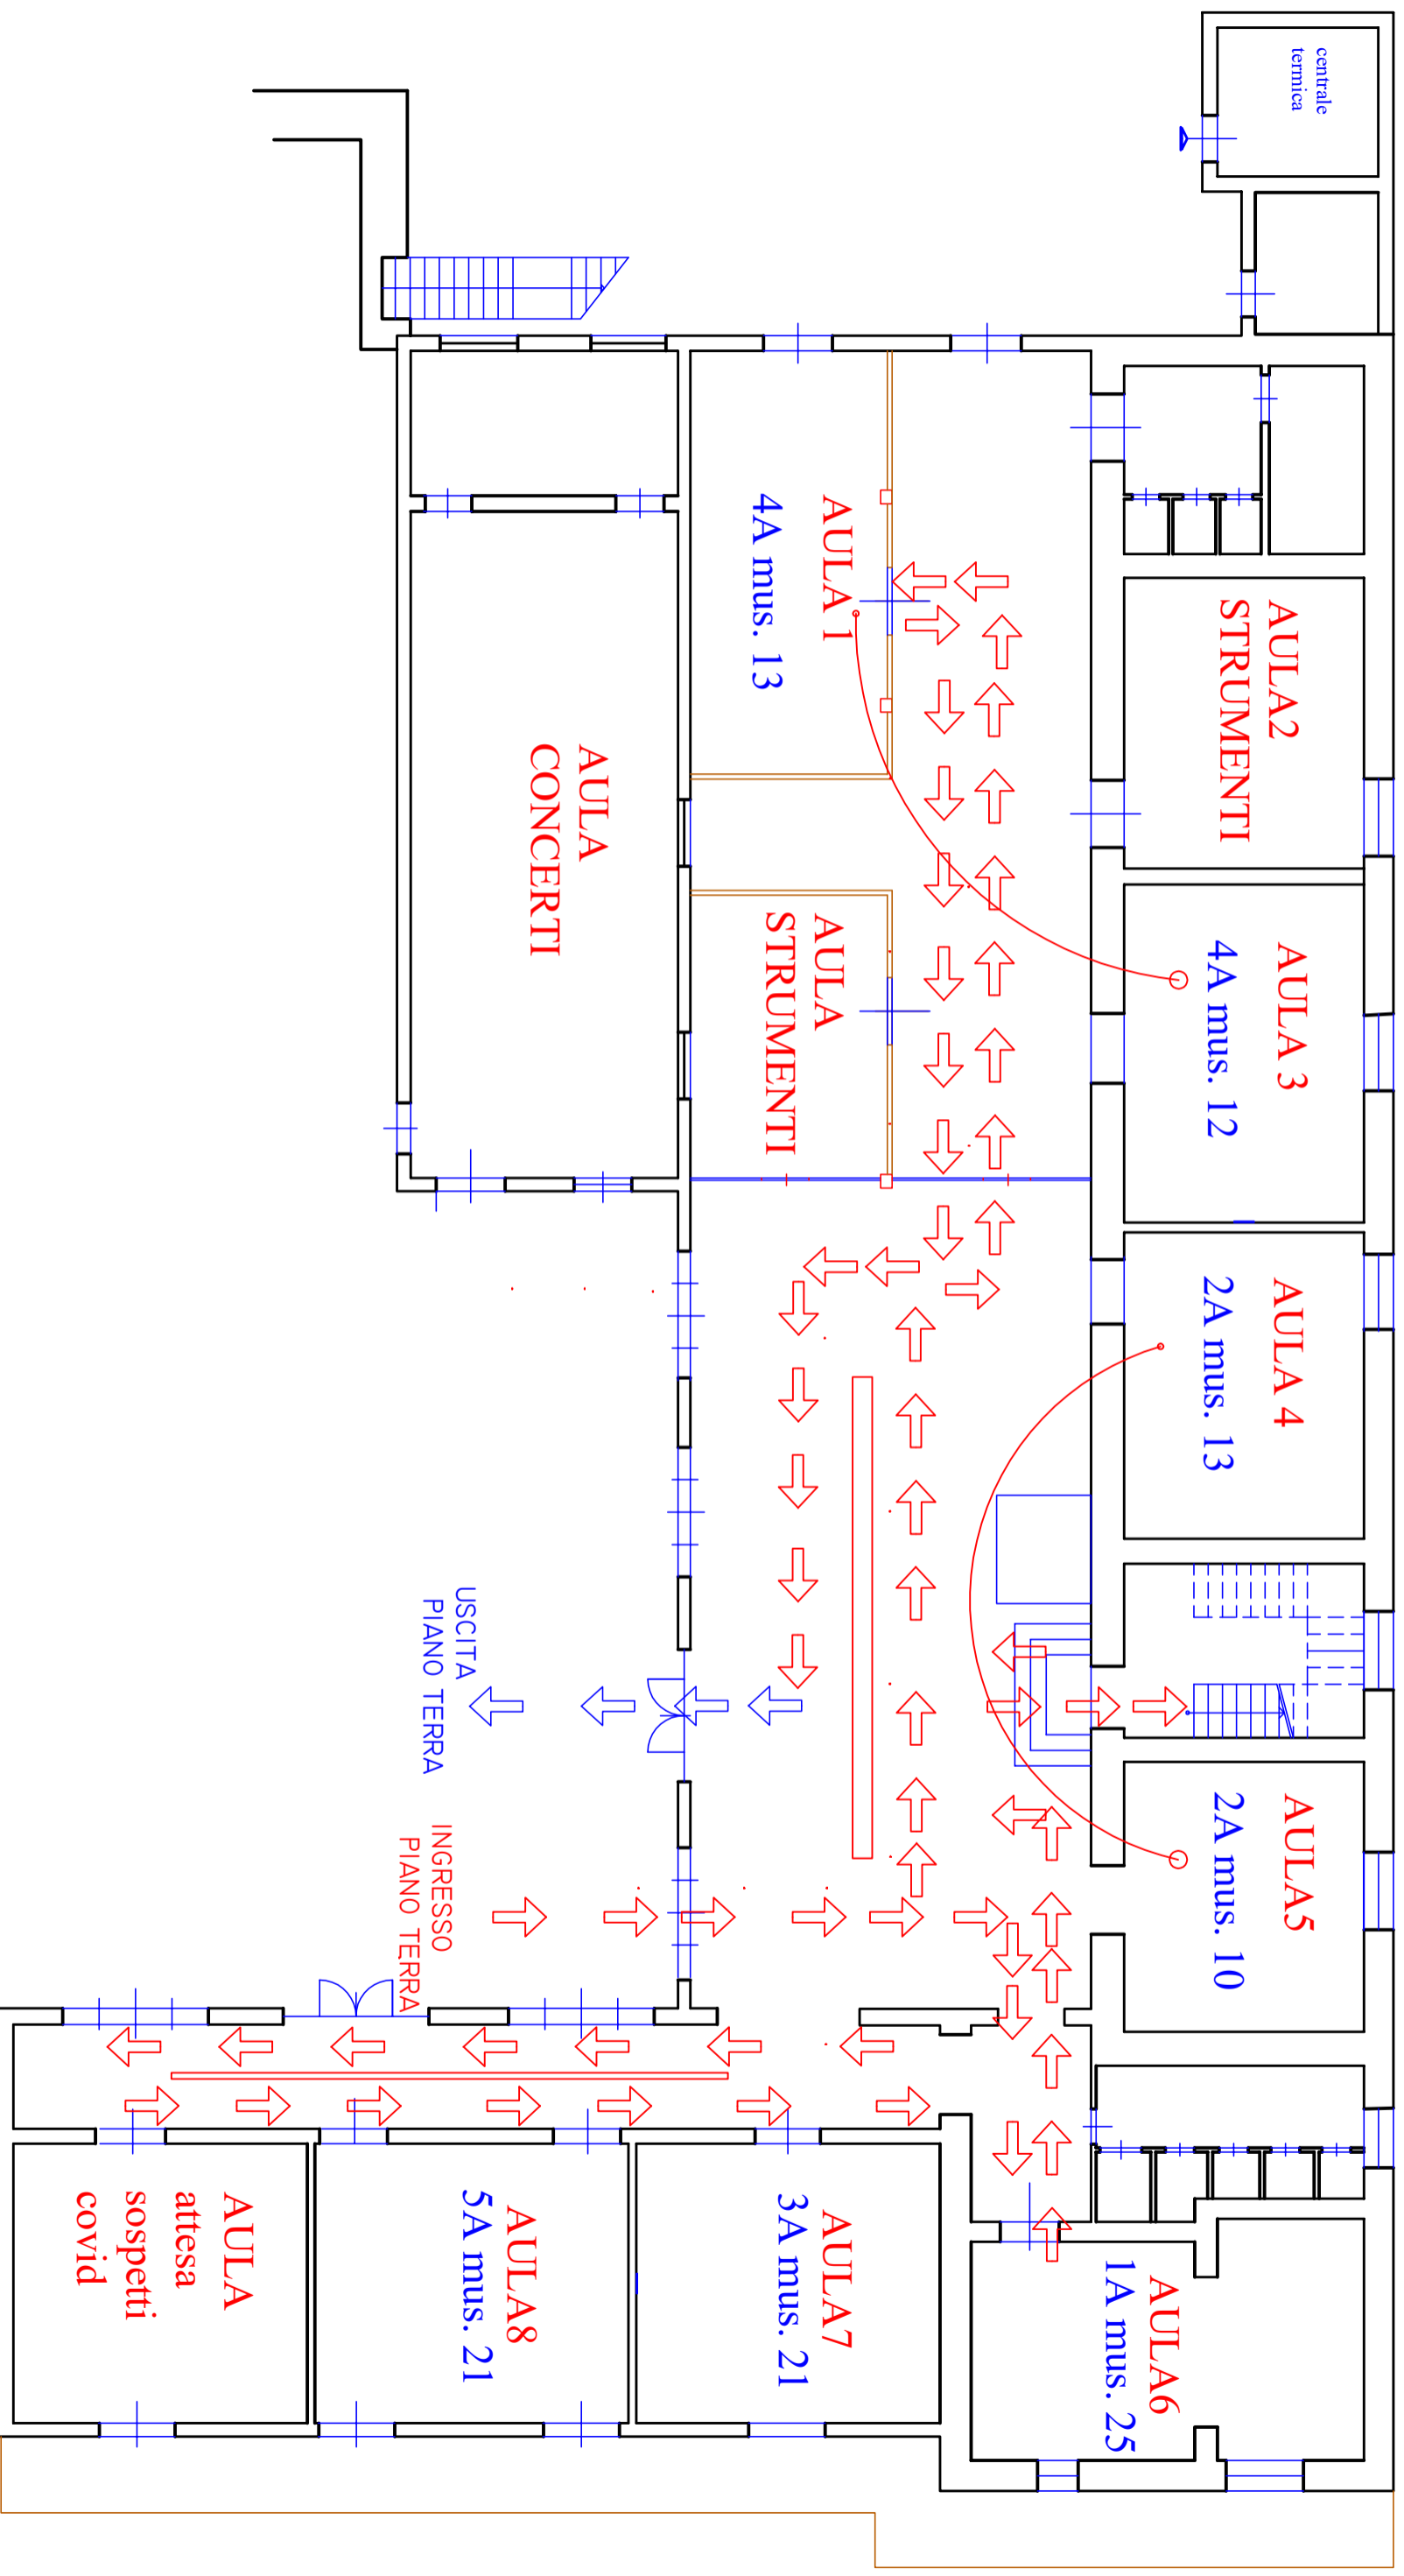 centrale
termica
AULA2
STRUMENTI
AULA 3
4A mus. 12
AULA 4
2A mus. 13
AULA5
2A mus. 10
AULA6
1A mus. 25
AULA 1
4A mus. 13
AULA
STRUMENTI
AULA
CONCERTI
USCITA
PIANO TERRA
INGRESSO
PIANO TERRA
AULA7
3A mus. 21
AULA8
5A mus. 21
AULA
attesa
sospetti
covid